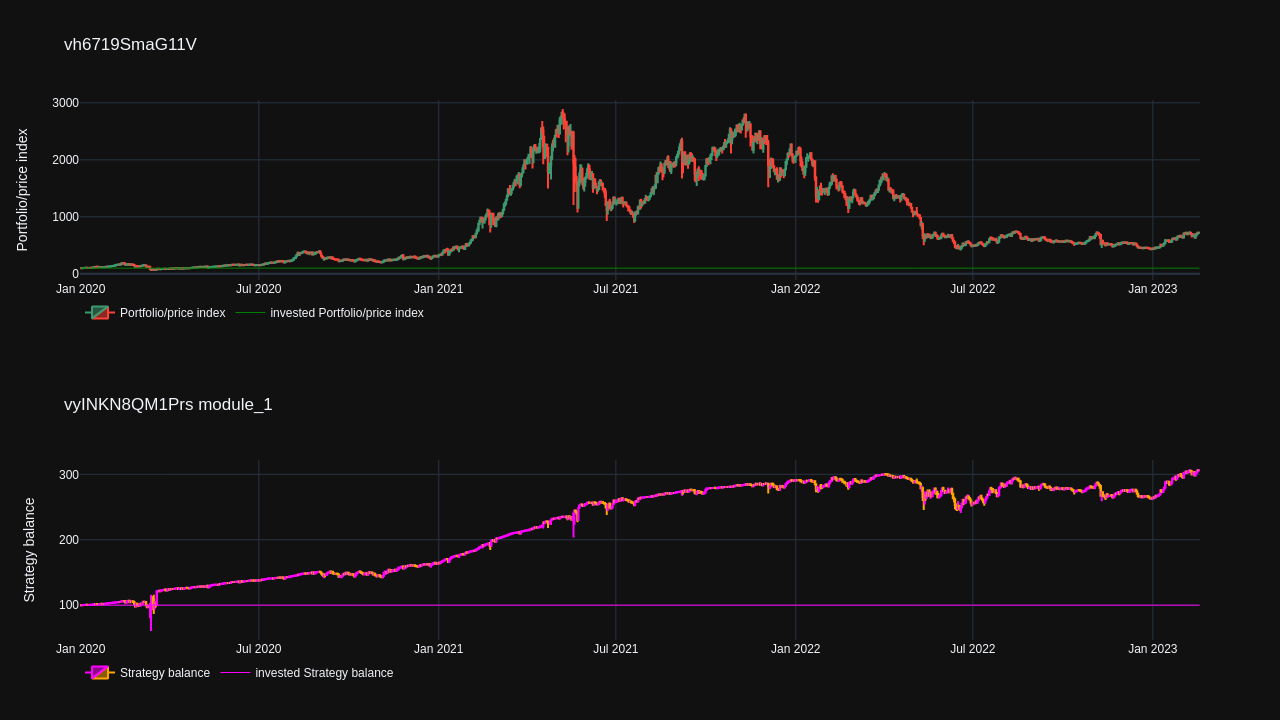 vh6719SmaG11V
Portfolio/price index
3000
2000
1000
0
Jan 2020 Jul 2020 Jan 2021 Jul 2021 Jan 2022 Jul 2022 Jan 2023
Portfolio/price index invested Portfolio/price index
vyINKN8QM1Prs module_1
Strategy balance
300
200
100
Jan 2020 Jul 2020 Jan 2021 Jul 2021 Jan 2022 Jul 2022 Jan 2023
Strategy balance invested Strategy balance